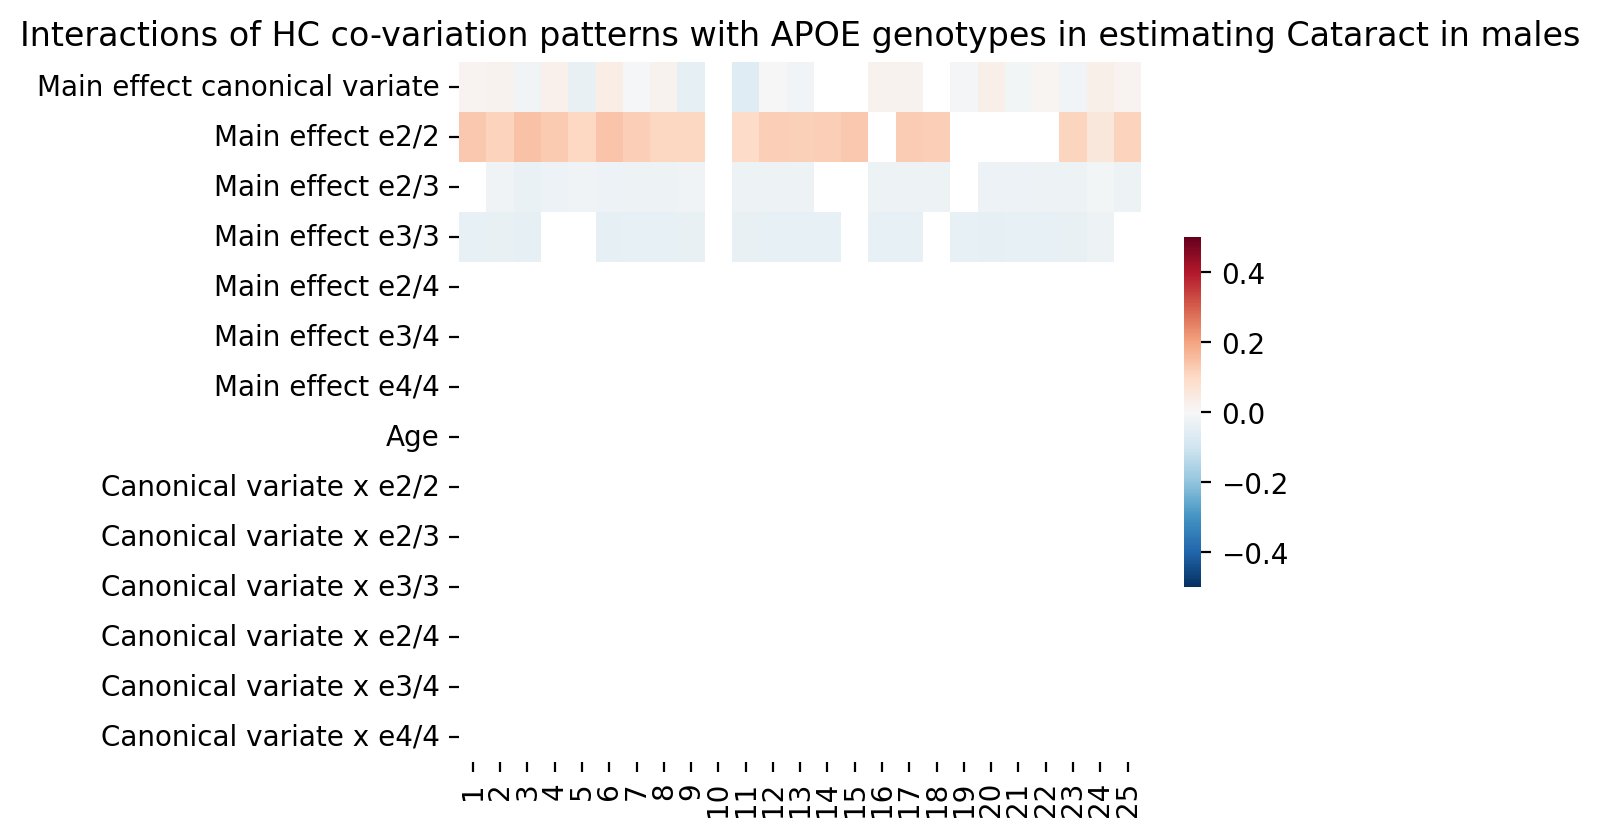 Interactions of HC co-variation patterns with APOE genotypes in estimating Cataract in males
Main effect canonical variate
Main effect e2/2
Main effect e2/3
Main effect e3/3
Main effect e2/4
Main effect e3/4
Main effect e4/4
Age
Canonical variate x e2/2
Canonical variate x e2/3
Canonical variate x e3/3
Canonical variate x e2/4
Canonical variate x e3/4
Canonical variate x e4/4
1 2 3 4 5 6 7 8 9 10 11 12 13 14 15 16 17 18 19 20 21 22 23 24 25
0.4
0.2
0.0
−0.2
−0.4